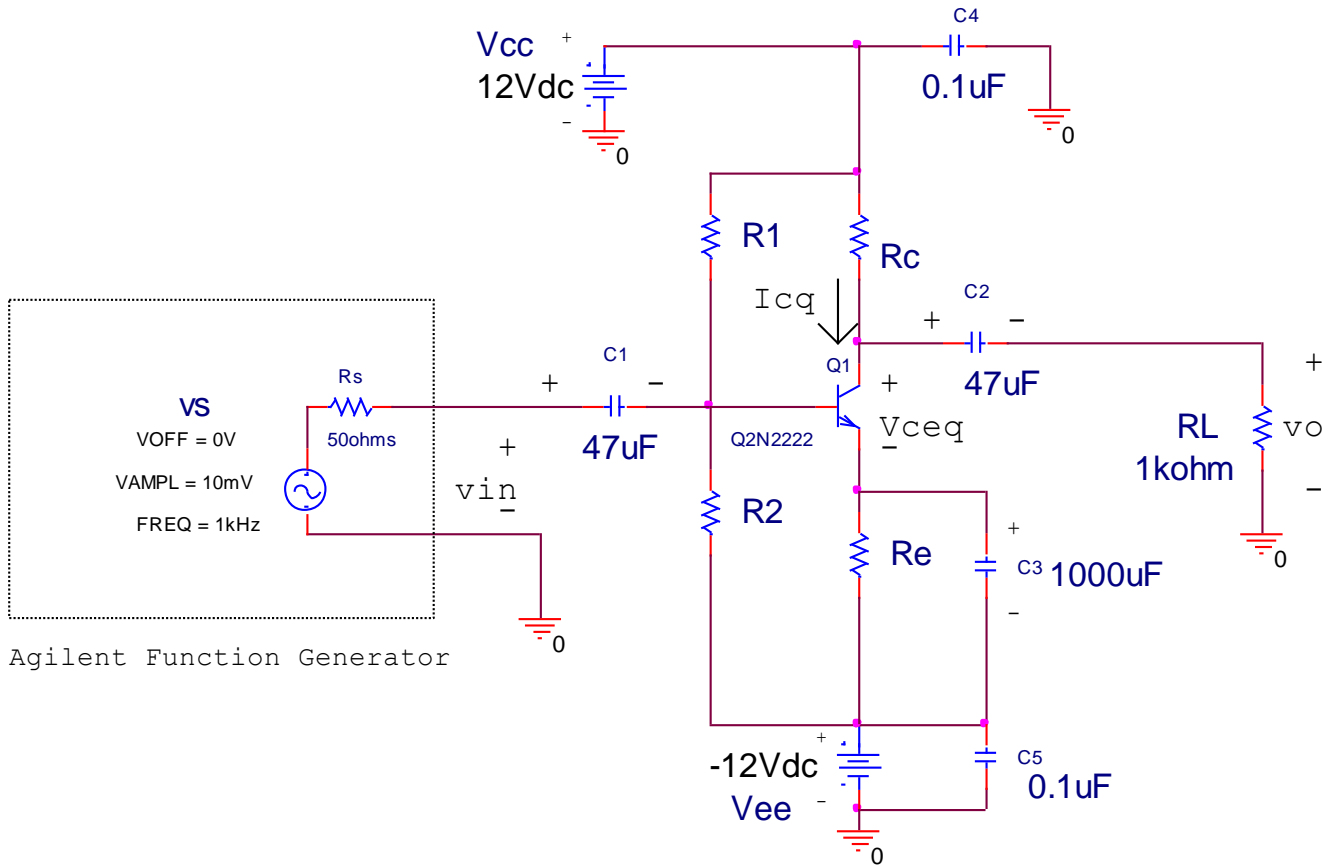 C4
Vcc +
12Vdc
0.1uF
-
0
0
R1
Rc
Icq
C2
+ -
C1
Q1
+ -
+
47uF
Rs
vs
VOFF = 0V
50ohms
+
47uF
Q2N2222
Vceq
-
RL
1kohm
+
vo
-
VAMPL = 10mV
vin
-
FREQ = 1kHz
R2
Re
+
C3 1000uF
-
0
0
Agilent Function Generator
+
-12Vdc
C5
0.1uF
Vee -
0